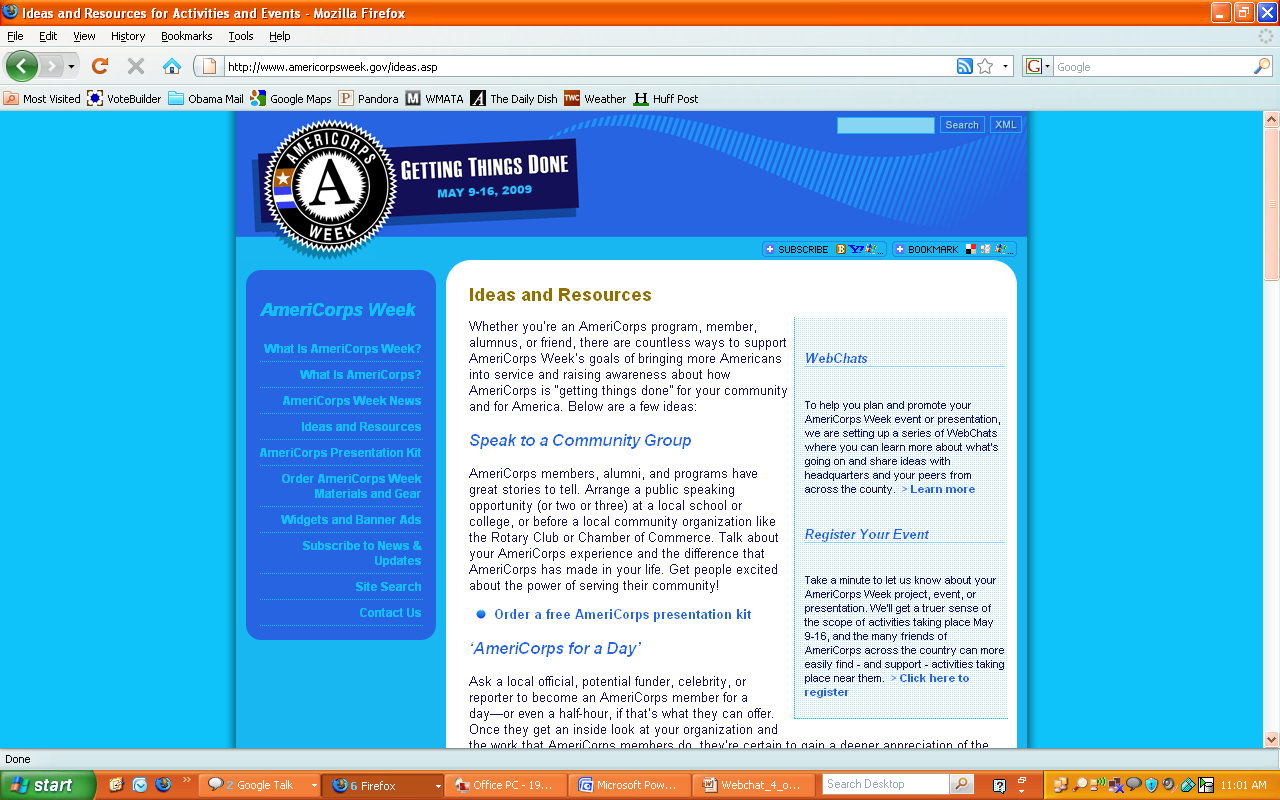 Ideas and Resources for Activities and Events - Mozilla Firefox
File Edit View History Bookmarks Tools Help
http://www.americorpsweek.gov/ideas.asp
G Google
Most Visited VoteBuilder Obama Mail Google Maps P Pandora M WMATA A The Daily Dish TWC Weather H Huff Post
Search XML
AMERICORPS
A
WEEK
GETTING THINGS DONE
MAY 9-16, 2009
SUBSCRIBE ... BOOKMARK ...
AmeriCorps Week
What Is AmeriCorps Week?
What Is AmeriCorps?
AmeriCorps Week News
Ideas and Resources
AmeriCorps Presentation Kit
Order AmeriCorps Week
Materials and Gear
Widgets and Banner Ads
Subscribe to News &
Updates
Site Search
Contact Us
Ideas and Resources
Whether you're an AmeriCorps program, member,
alumnus, or friend, there are countless ways to support
AmeriCorps Week's goals of bringing more Americans
into service and raising awareness about how
AmeriCorps is "getting things done" for your community
and for America. Below are a few ideas:
Speak to a Community Group
AmeriCorps members, alumni, and programs have
great stories to tell. Arrange a public speaking
opportunity (or two or three) at a local school or
college, or before a local community organization like
the Rotary Club or Chamber of Commerce. Talk about
your AmeriCorps experience and the difference that
AmeriCorps has made in your life. Get people excited
about the power of serving their community!
Order a free AmeriCorps presentation kit
'AmeriCorps for a Day'
Ask a local official, potential funder, celebrity, or
reporter to become an AmeriCorps member for a
day—or even a half-hour, if that's what they can offer.
Once they get an inside look at your organization and
the work that AmeriCorps members do, they're certain to gain a deeper appreciation of the
WebChats
To help you plan and promote your
AmeriCorps Week event or presentation,
we are setting up a series of WebChats
where you can learn more about what's
going on and share ideas with
headquarters and your peers from
across the county. > Learn more
Register Your Event
Take a minute to let us know about your
AmeriCorps Week project, event, or
presentation. We'll get a truer sense of
the scope of activities taking place May
9-16, and the many friends of
AmeriCorps across the country can more
easily find - and support - activities taking
place near them. > Click here to
register
Done
start » 2 Google Talk 6 Firefox Office PC - 19... Microsoft Pow... Webchat_4_o... Search Desktop 11:01 AM